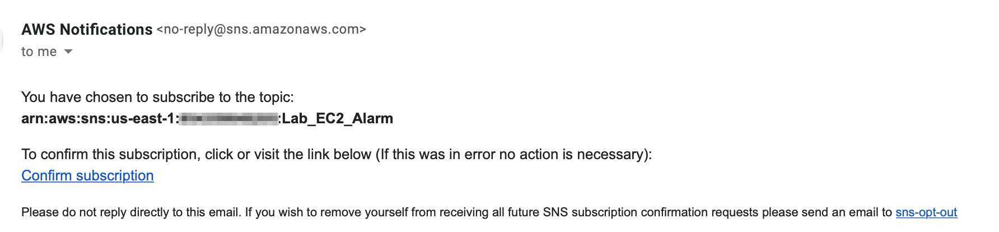 AWS Notifications <no-reply@sns.amazonaws.com>
to me
You have chosen to subscribe to the topic:
arn:aws:sns:us-east-1: :Lab_EC2_Alarm
To confirm this subscription, click or visit the link below (If this was in error no action is necessary):
Confirm subscription
Please do not reply directly to this email. If you wish to remove yourself from receiving all future SNS subscription confirmation requests please send an email to sns-opt-out